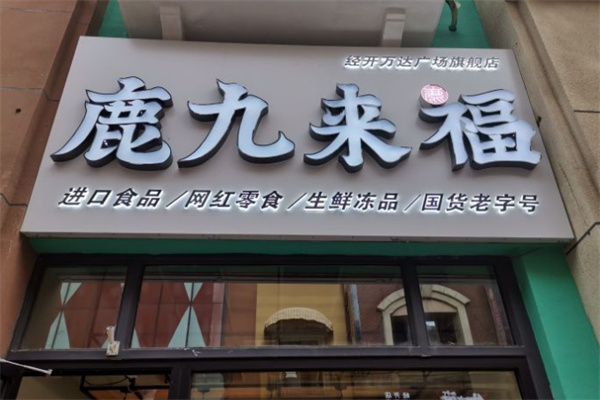 经开万达广场旗舰店
鹿九来福
进口食品/网红零食/生鲜冻品/国货老字号